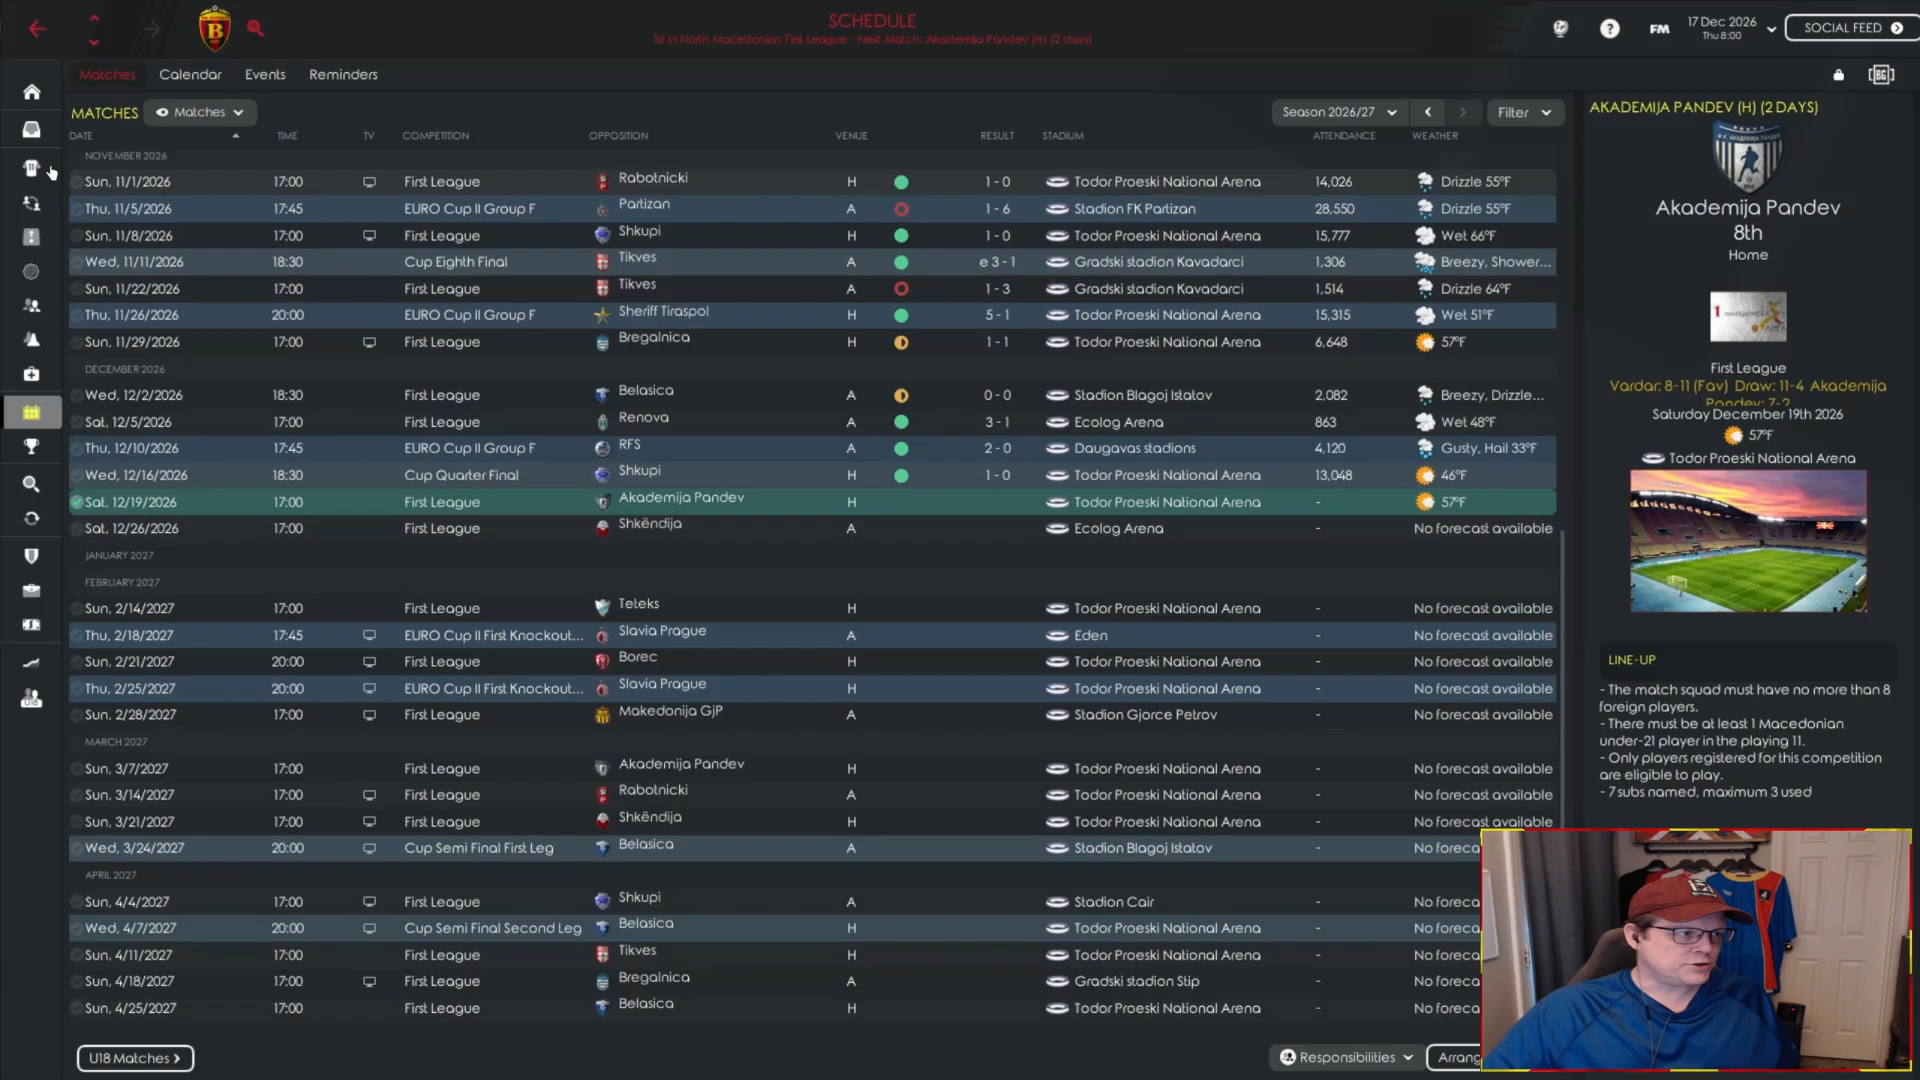 SCHEDULE
1st in North Macedonian First League - Next Match: Akademija Pandev (H) (2 days)
17 Dec 2026
Thu 8:00
FM
SOCIAL FEED
Matches Calendar Events Reminders
MATCHES Matches
Season 2026/27 Filter
DATE TIME TV COMPETITION OPPOSITION VENUE RESULT STADIUM ATTENDANCE WEATHER
NOVEMBER 2026
Sun, 11/1/2026 17:00 First League Rabotnicki H 1 - 0 Todor Proeski National Arena 14,026 Drizzle 55°F
Thu, 11/5/2026 17:45 EURO Cup II Group F Partizan A 1 - 6 Stadion FK Partizan 28,550 Drizzle 55°F
Sun, 11/8/2026 17:00 First League Shkupi H 1 - 0 Todor Proeski National Arena 15,777 Wet 66°F
Wed, 11/11/2026 18:30 Cup Eighth Final Tikves A e 3 - 1 Gradski stadion Kavadarci 1,306 Breezy, Shower...
Sun, 11/22/2026 17:00 First League Tikves A 1 - 3 Gradski stadion Kavadarci 1,514 Drizzle 64°F
Thu, 11/26/2026 20:00 EURO Cup II Group F Sheriff Tiraspol H 5 - 1 Todor Proeski National Arena 15,315 Wet 51°F
Sun, 11/29/2026 17:00 First League Bregalnica H 1 - 1 Todor Proeski National Arena 6,648 57°F
DECEMBER 2026
Wed, 12/2/2026 18:30 First League Belasica A 0 - 0 Stadion Blagoj Istatov 2,082 Breezy, Drizzle...
Sat, 12/5/2026 17:00 First League Renova A 3 - 1 Ecolog Arena 863 Wet 48°F
Thu, 12/10/2026 17:45 EURO Cup II Group F RFS A 2 - 0 Daugavas stadions 4,120 Gusty, Hail 33°F
Wed, 12/16/2026 18:30 Cup Quarter Final Shkupi H 1 - 0 Todor Proeski National Arena 13,048 46°F
Sat, 12/19/2026 17:00 First League Akademija Pandev H Todor Proeski National Arena - 57°F
Sat, 12/26/2026 17:00 First League Shkëndija A Ecolog Arena - No forecast available
JANUARY 2027
FEBRUARY 2027
Sun, 2/14/2027 17:00 First League Teleks H Todor Proeski National Arena - No forecast available
Thu, 2/18/2027 17:45 EURO Cup II First Knockout... Slavia Prague A Eden - No forecast available
Sun, 2/21/2027 20:00 First League Borec H Todor Proeski National Arena - No forecast available
Thu, 2/25/2027 20:00 EURO Cup II First Knockout... Slavia Prague H Todor Proeski National Arena - No forecast available
Sun, 2/28/2027 17:00 First League Makedonija GjP A Stadion Gjorce Petrov - No forecast available
MARCH 2027
Sun, 3/7/2027 17:00 First League Akademija Pandev H Todor Proeski National Arena - No forecast available
Sun, 3/14/2027 17:00 First League Rabotnicki A Todor Proeski National Arena - No forecast available
Sun, 3/21/2027 17:00 First League Shkëndija H Todor Proeski National Arena - No forecast available
Wed, 3/24/2027 20:00 Cup Semi Final First Leg Belasica A Stadion Blagoj Istatov - No foreca
APRIL 2027
Sun, 4/4/2027 17:00 First League Shkupi A Stadion Cair - No foreca
Wed, 4/7/2027 20:00 Cup Semi Final Second Leg Belasica H Todor Proeski National Arena - No foreca
Sun, 4/11/2027 17:00 First League Tikves H Todor Proeski National Arena - No foreca
Sun, 4/18/2027 17:00 First League Bregalnica A Gradski stadion Stip - No foreca
Sun, 4/25/2027 17:00 First League Belasica H Todor Proeski National Arena - No foreca
U18 Matches
Responsibilities Arrang
AKADEMIJA PANDEV (H) (2 DAYS)
Akademija Pandev
8th
Home
First League
Vardar: 8-11 (Fav) Draw: 11-4 Akademija
Pandev: 7-2
Saturday December 19th 2026
57°F
Todor Proeski National Arena
LINE-UP
- The match squad must have no more than 8
foreign players.
- There must be at least 1 Macedonian
under-21 player in the playing 11.
- Only players registered for this competition
are eligible to play.
- 7 subs named, maximum 3 used